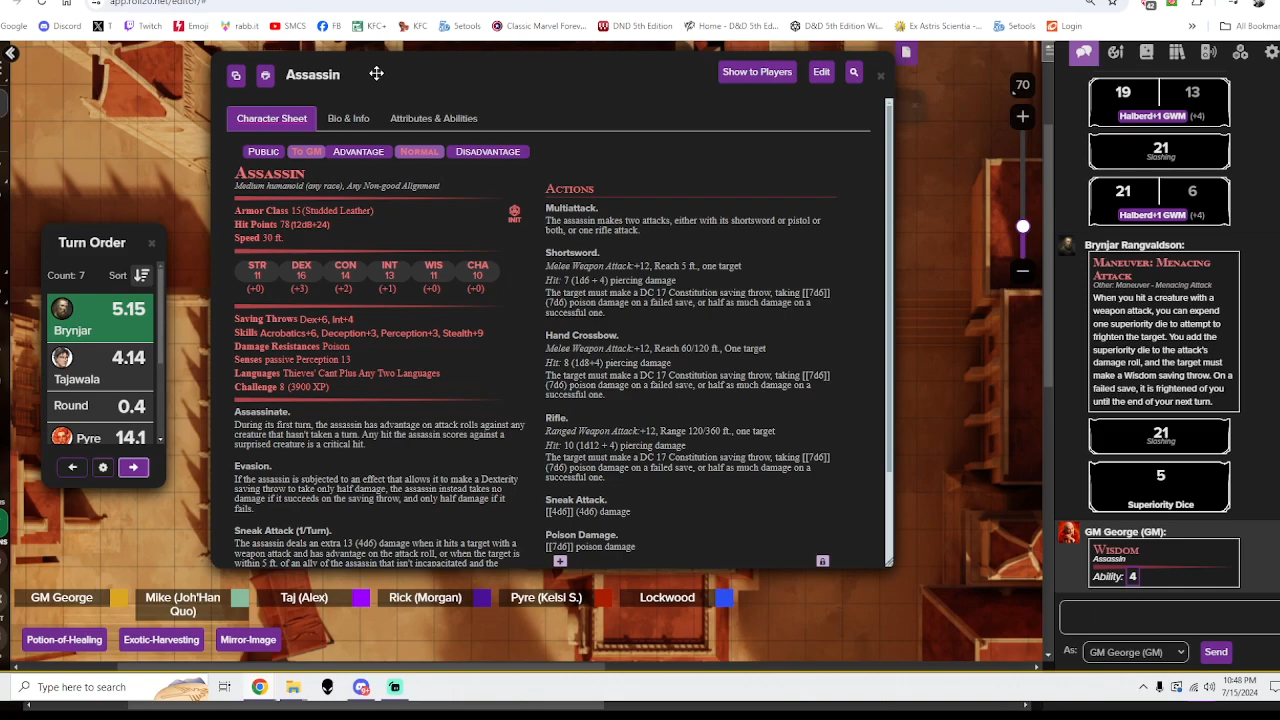 app.roll20.net/editor/#
Google Discord T Twitch Emoji rabb.it SMCS FB KFC+ KFC 5etools Classic Marvel Forev... DND 5th Edition Home - D&D 5th Edit... D&D 5th Edition Wi... Ex Astris Scientia -... 5etools Login All Bookmar
Assassin
Show to Players
Edit
Character Sheet
Bio & Info
Attributes & Abilities
PUBLIC To GM ADVANTAGE NORMAL DISADVANTAGE
Assassin
Medium humanoid (any race), Any Non-good Alignment
Armor Class 15 (Studded Leather)
Hit Points 78 (12d8+24)
Speed 30 ft.
INIT
STR DEX CON INT WIS CHA
11 16 14 13 11 10
(+0) (+3) (+2) (+1) (+0) (+0)
Saving Throws Dex+6, Int+4
Skills Acrobatics+6, Deception+3, Perception+3, Stealth+9
Damage Resistances Poison
Senses passive Perception 13
Languages Thieves' Cant Plus Any Two Languages
Challenge 8 (3900 XP)
Assassinate.
During its first turn, the assassin has advantage on attack rolls against any
creature that hasn't taken a turn. Any hit the assassin scores against a
surprised creature is a critical hit.
Evasion.
If the assassin is subjected to an effect that allows it to make a Dexterity
saving throw to take only half damage, the assassin instead takes no
damage if it succeeds on the saving throw, and only half damage if it
fails.
Sneak Attack (1/Turn).
The assassin deals an extra 13 (4d6) damage when it hits a target with a
weapon attack and has advantage on the attack roll, or when the target is
within 5 ft. of an ally of the assassin that isn't incapacitated and the
Actions
Multiattack.
The assassin makes two attacks, either with its shortsword or pistol or
both, or one rifle attack.
Shortsword.
Melee Weapon Attack:+12, Reach 5 ft., one target
Hit: 7 (1d6 + 4) piercing damage
The target must make a DC 17 Constitution saving throw, taking [[7d6]]
(7d6) poison damage on a failed save, or half as much damage on a
successful one.
Hand Crossbow.
Melee Weapon Attack:+12, Reach 60/120 ft., One target
Hit: 8 (1d8+4) piercing damage
The target must make a DC 17 Constitution saving throw, taking [[7d6]]
(7d6) poison damage on a failed save, or half as much damage on a
successful one.
Rifle.
Ranged Weapon Attack:+12, Range 120/360 ft., one target
Hit: 10 (1d12 + 4) piercing damage
The target must make a DC 17 Constitution saving throw, taking [[7d6]]
(7d6) poison damage on a failed save, or half as much damage on a
successful one.
Sneak Attack.
[[4d6]] (4d6) damage
Poison Damage.
[[7d6]] poison damage
Turn Order
Count: 7 Sort
5.15
Brynjar
4.14
Tajawala
Round 0.4
Pyre 14.1
70
19 13
Halberd+1 GWM (+4)
21
Slashing
21 6
Halberd+1 GWM (+4)
Brynjar Rangvaldson:
Maneuver: Menacing
Attack
Other: Maneuver - Menacing Attack
When you hit a creature with a
weapon attack, you can expend
one superiority die to attempt to
frighten the target. You add the
superiority die to the attack's
damage roll, and the target must
make a Wisdom saving throw. On a
failed save, it is frightened of you
until the end of your next turn.
21
Slashing
5
Superiority Dice
GM George (GM):
Wisdom
Assassin
Ability: 4
As: GM George (GM) Send
GM George
Mike (Joh'Han
Quo)
Taj (Alex)
Rick (Morgan)
Pyre (Kelsi S.)
Lockwood
Potion-of-Healing Exotic-Harvesting Mirror-Image
Type here to search
10:48 PM
7/15/2024